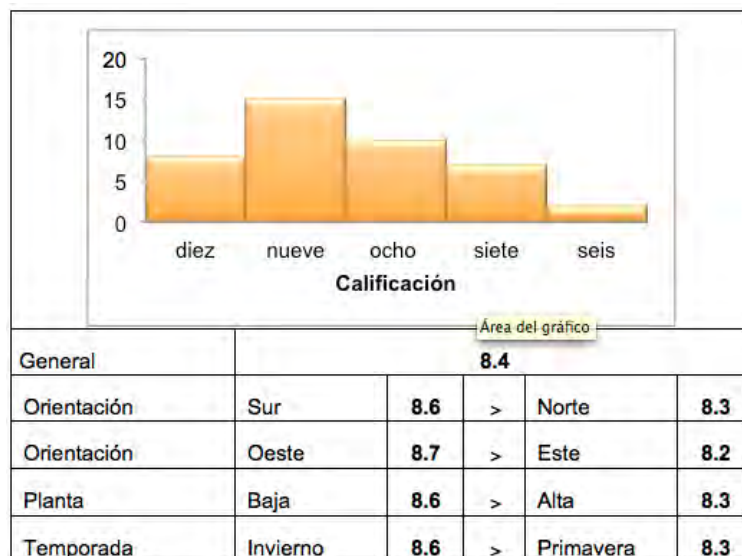 20
15
10
5
0
diez nueve ocho siete seis
Calificación
Área del gráfico
General 8.4
Orientación Sur 8.6 > Norte 8.3
Orientación Oeste 8.7 > Este 8.2
Planta Baja 8.6 > Alta 8.3
Temporada Invierno 8.6 > Primavera 8.3